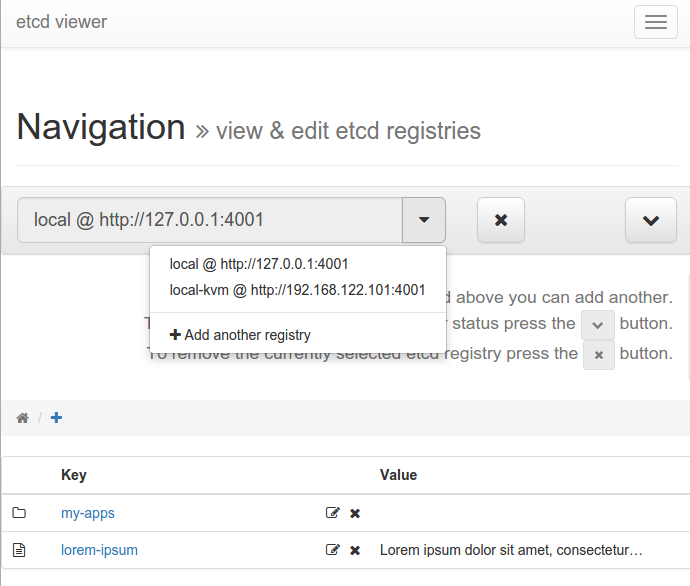 etcd viewer
Navigation » view & edit etcd registries
local @ http://127.0.0.1:4001
local @ http://127.0.0.1:4001
local-kvm @ http://192.168.122.101:4001
Add another registry
above you can add another.
status press the button.
To remove the currently selected etcd registry press the button.
/
Key Value
my-apps
lorem-ipsum Lorem ipsum dolor sit amet, consectetur…